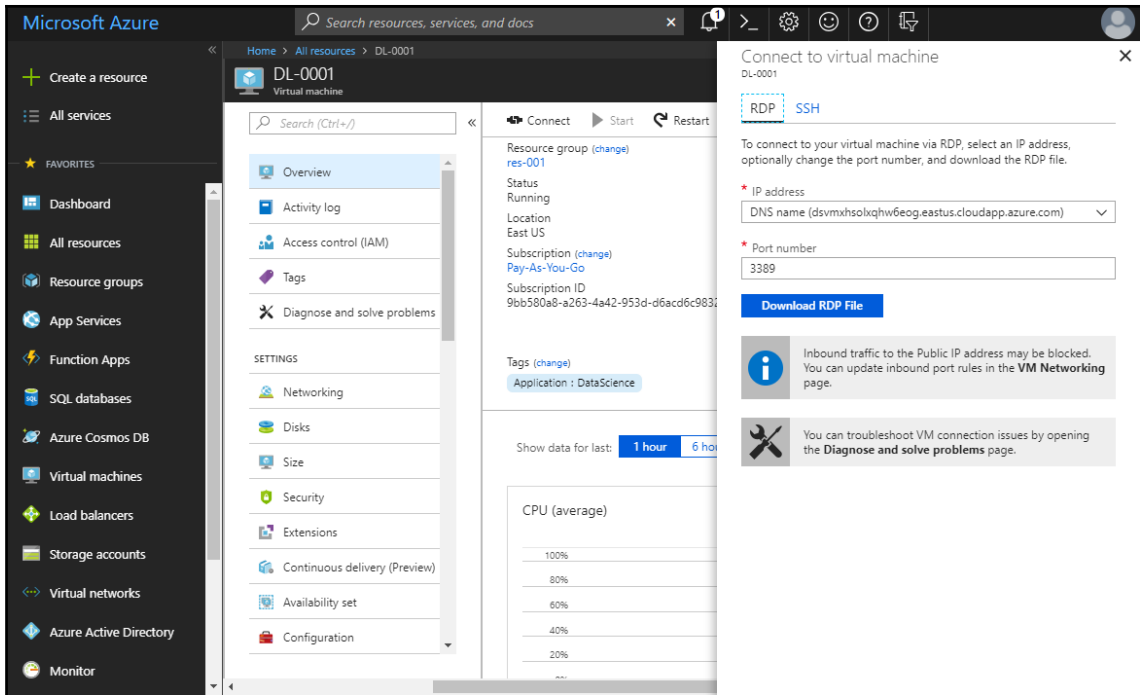 Microsoft Azure
Search resources, services, and docs
1
Create a resource
All services
FAVORITES
Dashboard
All resources
Resource groups
App Services
Function Apps
SQL databases
Azure Cosmos DB
Virtual machines
Load balancers
Storage accounts
Virtual networks
Azure Active Directory
Monitor
Home > All resources > DL-0001
DL-0001
Virtual machine
Search (Ctrl+/)
Overview
Activity log
Access control (IAM)
Tags
Diagnose and solve problems
SETTINGS
Networking
Disks
Size
Security
Extensions
Continuous delivery (Preview)
Availability set
Configuration
Connect Start Restart
Resource group (change)
res-001
Status
Running
Location
East US
Subscription (change)
Pay-As-You-Go
Subscription ID
9bb580a8-a263-4a42-953d-d6acd6c9832
Tags (change)
Application : DataScience
Show data for last: 1 hour 6 hou
CPU (average)
100%
80%
60%
40%
20%
Connect to virtual machine
DL-0001
RDP SSH
To connect to your virtual machine via RDP, select an IP address,
optionally change the port number, and download the RDP file.
* IP address
DNS name (dsvmxhsolxqhw6eog.eastus.cloudapp.azure.com)
* Port number
3389
Download RDP File
Inbound traffic to the Public IP address may be blocked.
You can update inbound port rules in the VM Networking
page.
You can troubleshoot VM connection issues by opening
the Diagnose and solve problems page.